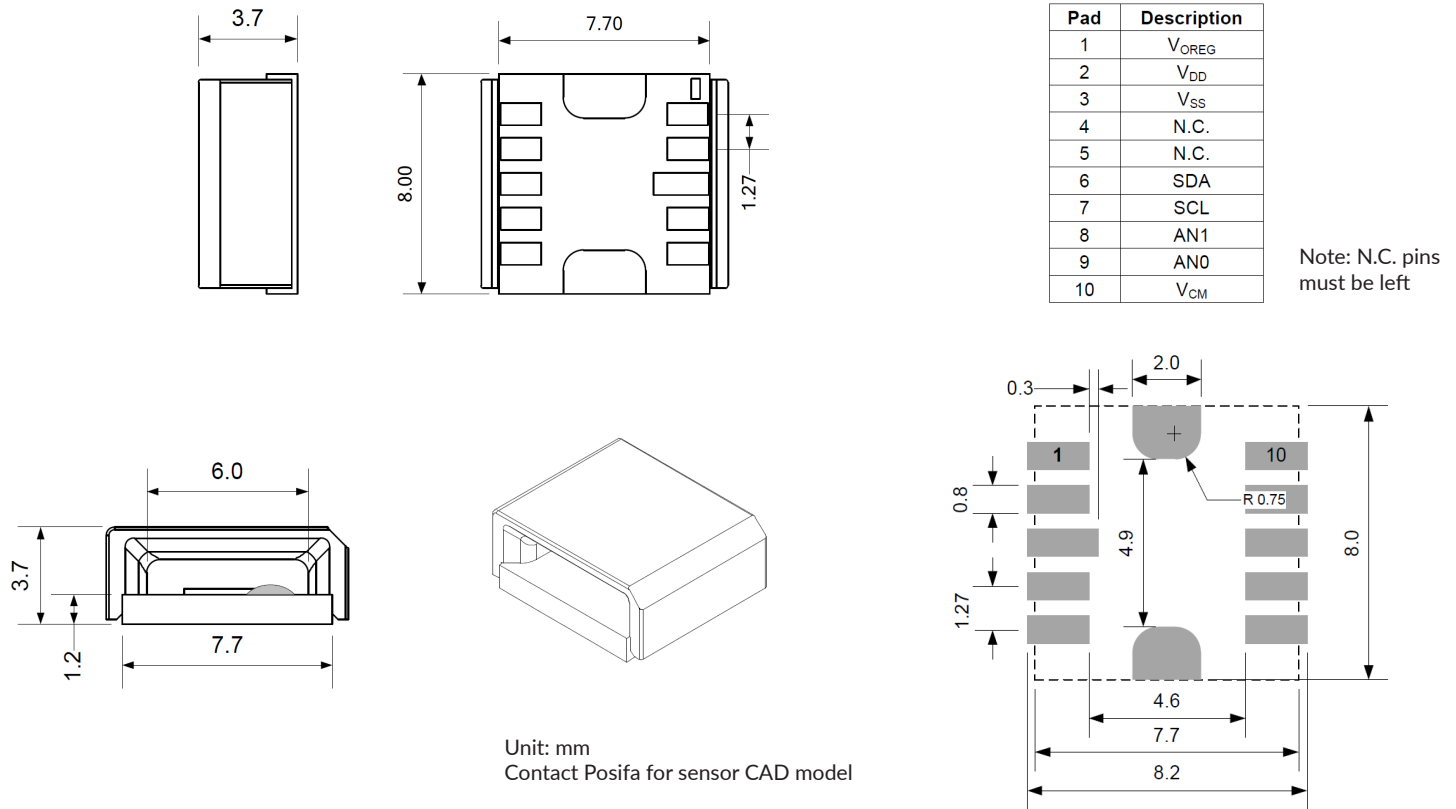 3.7
7.70
8.00
1.27
Pad Description
1 VOREG
2 VDD
3 VSS
4 N.C.
5 N.C.
6 SDA
7 SCL
8 AN1
9 AN0
10 VCM
Note: N.C. pins
must be left
6.0
3.7
1.2
7.7
Unit: mm
Contact Posifa for sensor CAD model
2.0
0.3
1 10
0.8
R 0.75
4.9
8.0
1.27
4.6
7.7
8.2